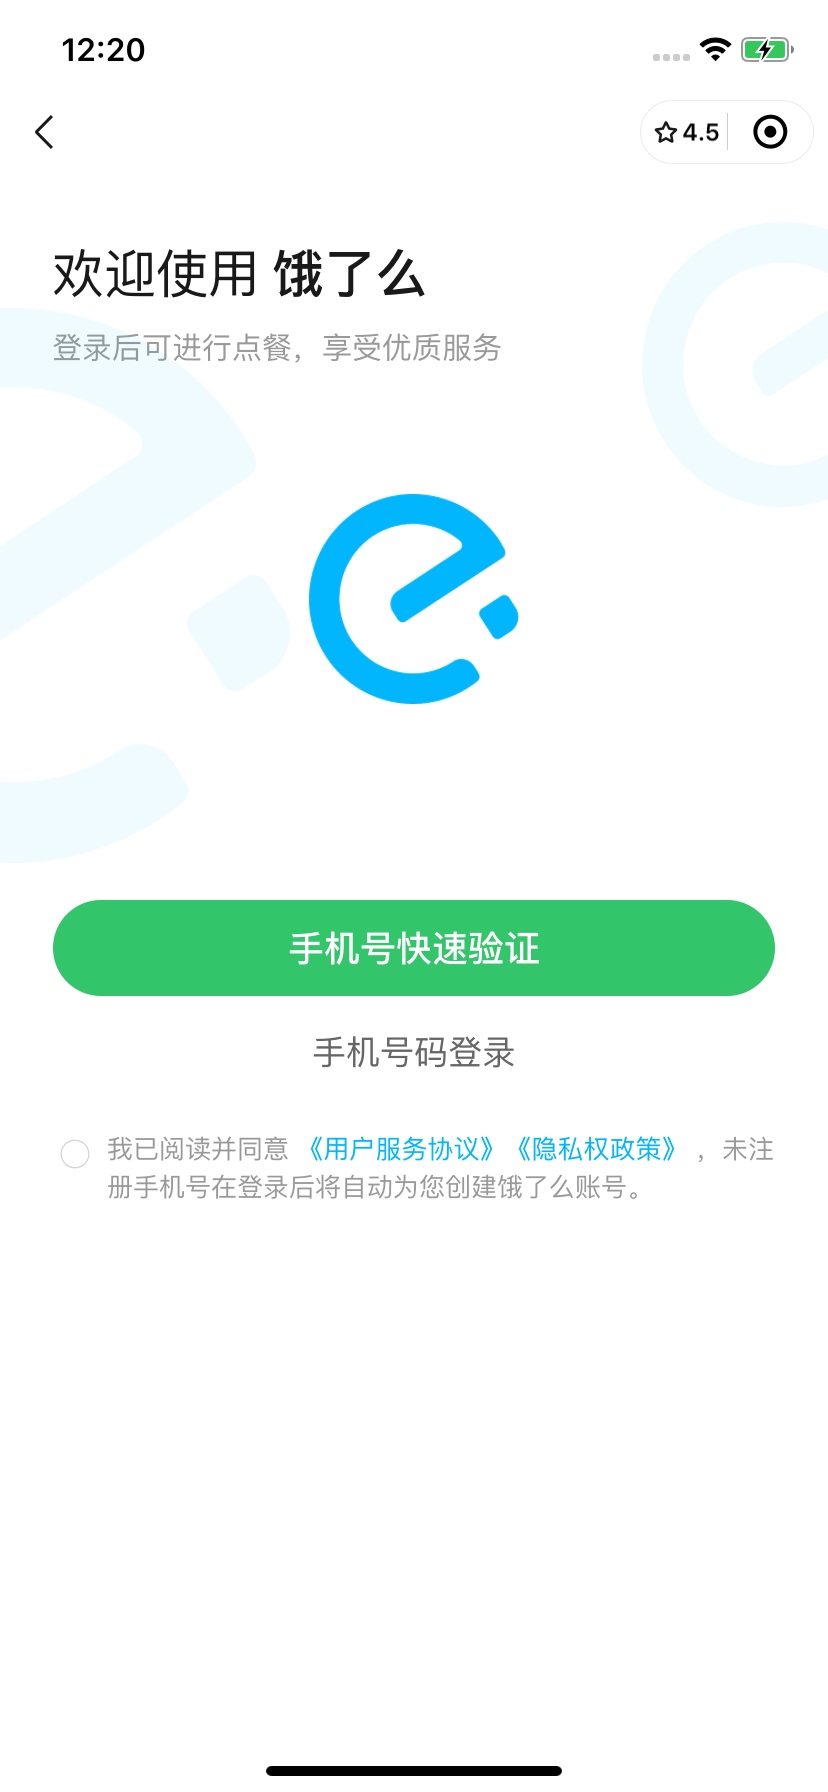 12:20
4.5
欢迎使用 饿了么
登录后可进行点餐，享受优质服务
手机号快速验证
手机号码登录
我已阅读并同意 《用户服务协议》《隐私权政策》 ，未注
册手机号在登录后将自动为您创建饿了么账号。